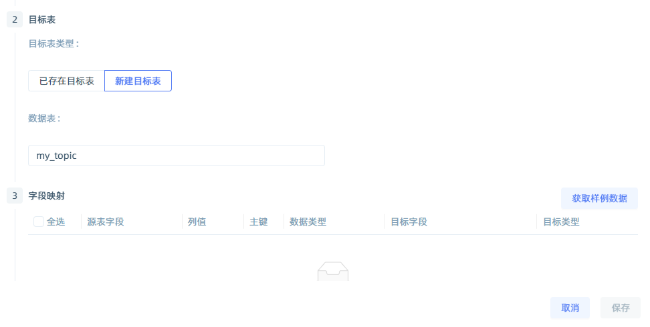 2 目标表
目标表类型：
已存在目标表 新建目标表
数据表：
my_topic
3 字段映射
获取样例数据
全选 源表字段 列值 主键 数据类型 目标字段 目标类型
取消 保存